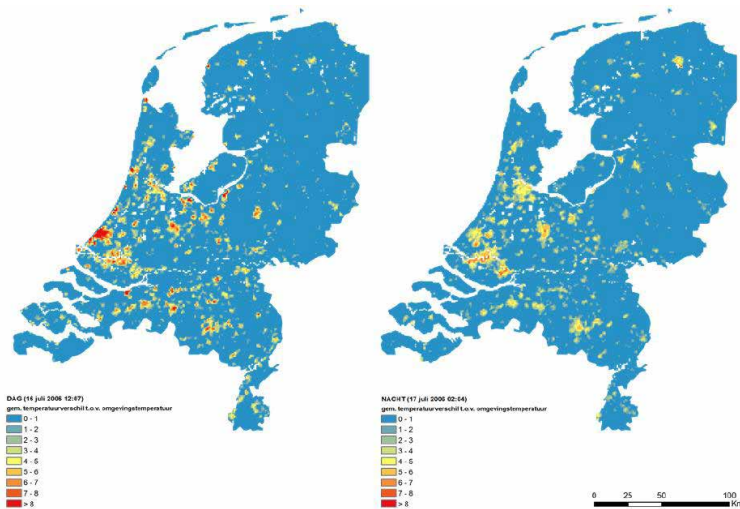 DAG (16 juli 2006 12:07)
gem. temperatuurverschil t.o.v. omgevingstemperatuur
0 - 1
1 - 2
2 - 3
3 - 4
4 - 5
5 - 6
6 - 7
7 - 8
> 8
NACHT (17 juli 2006 02:04)
gem. temperatuurverschil t.o.v. omgevingstemperatuur
0 - 1
1 - 2
2 - 3
3 - 4
4 - 5
5 - 6
6 - 7
7 - 8
> 8
0 25 50 100
Km